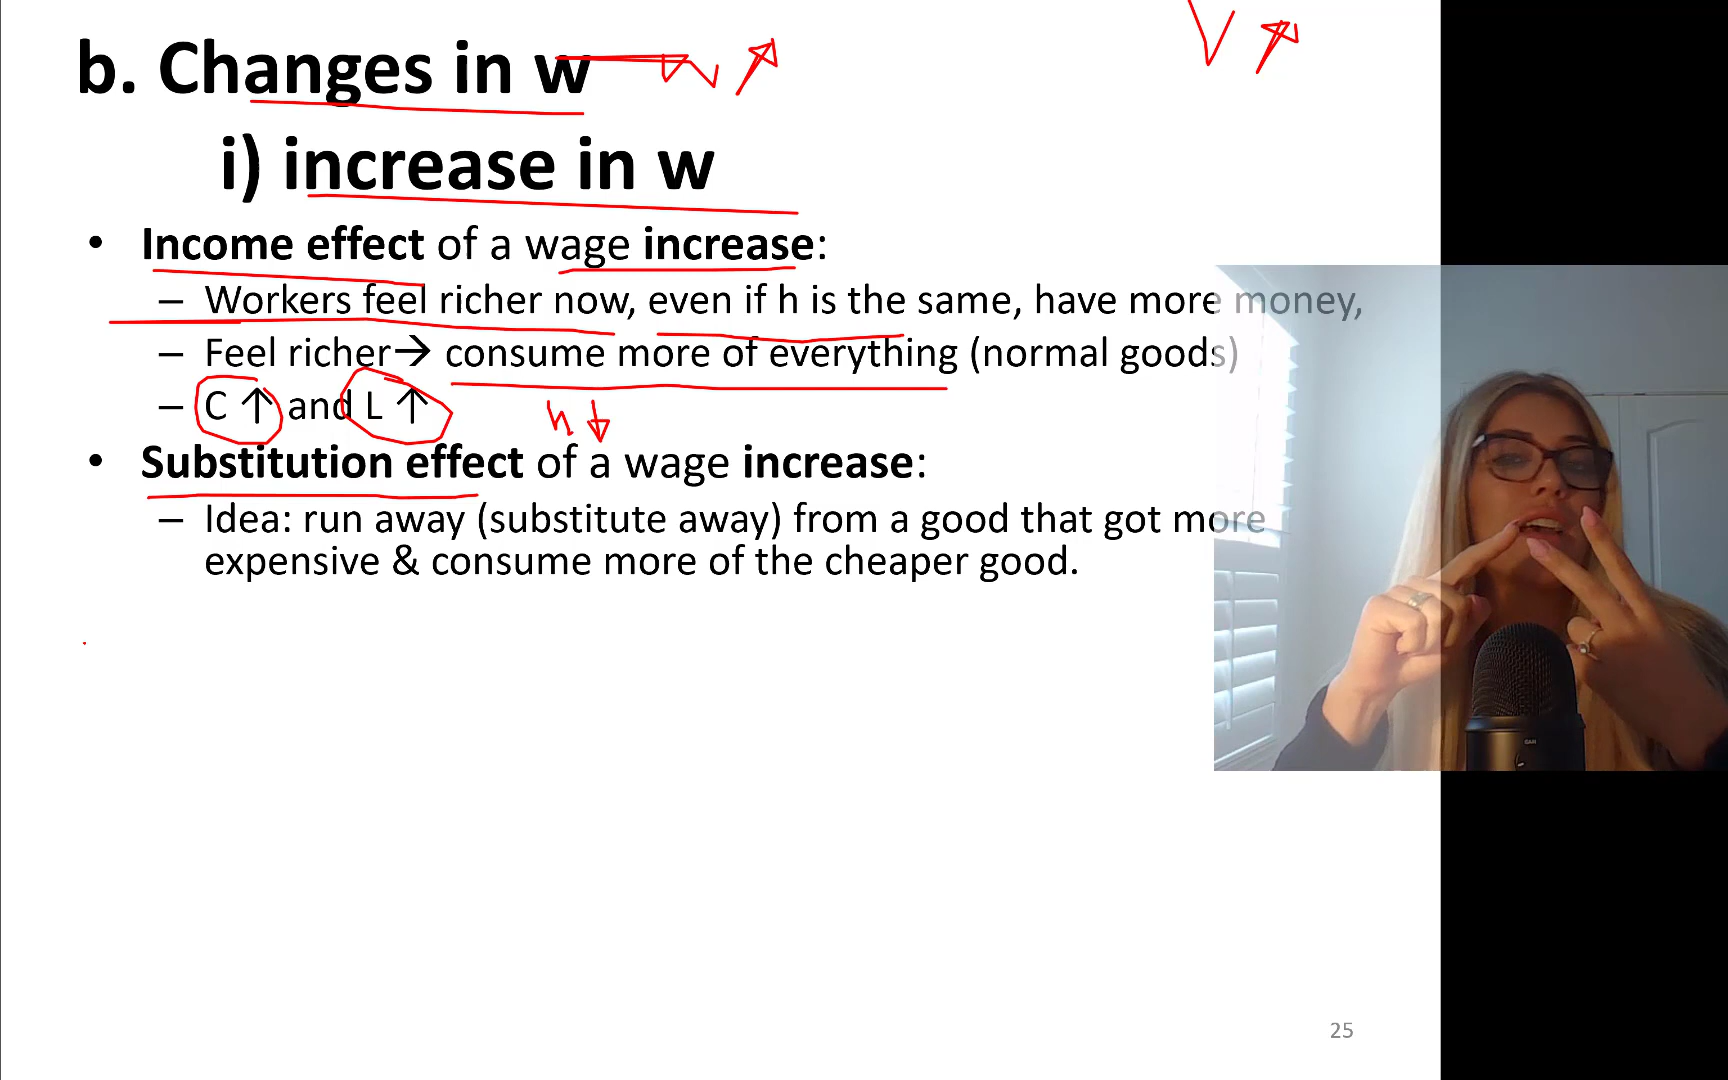 b. Changes in w
i) increase in w
• Income effect of a wage increase:
– Workers feel richer now, even if h is the same, have more money,
– Feel richer→ consume more of everything (normal goods)
– C ↑ and L ↑
h ↓
• Substitution effect of a wage increase:
– Idea: run away (substitute away) from a good that got more
expensive & consume more of the cheaper good.
25